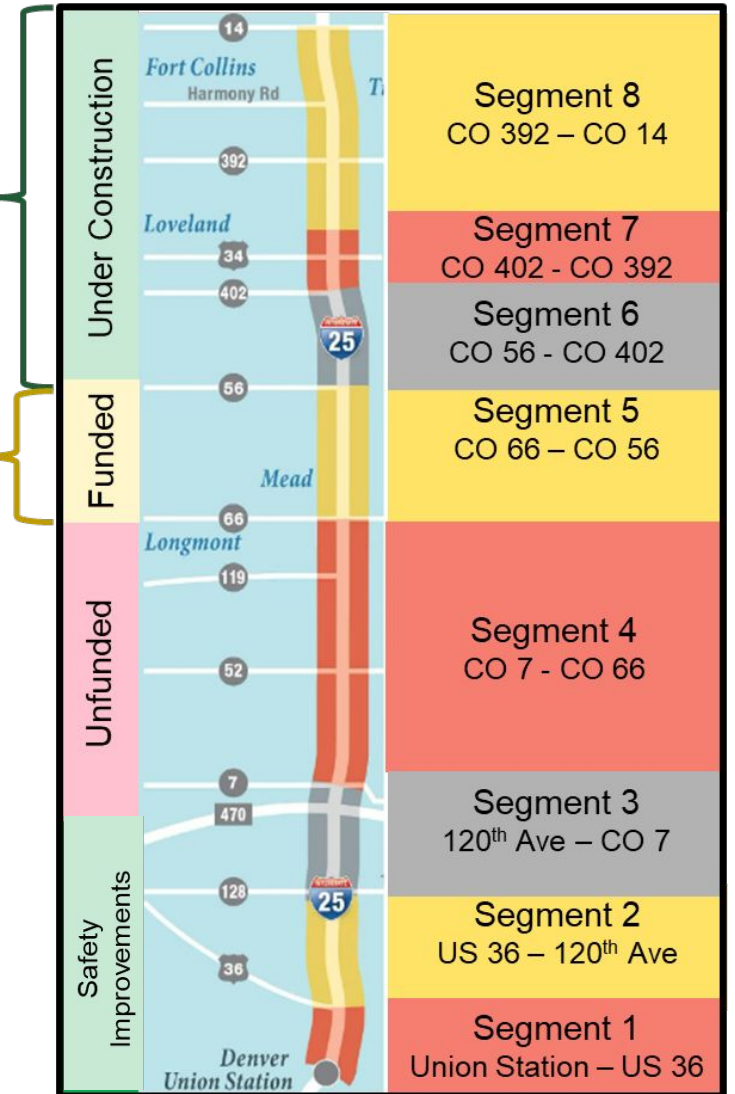 Under Construction
Funded
Unfunded
Safety
Improvements
14
Fort Collins
Harmony Rd
392
Loveland
34
402
25
56
Mead
66
Longmont
119
52
7
470
128
25
36
Denver
Union Station
Segment 8
CO 392 – CO 14
Segment 7
CO 402 - CO 392
Segment 6
CO 56 - CO 402
Segment 5
CO 66 – CO 56
Segment 4
CO 7 - CO 66
Segment 3
120th Ave – CO 7
Segment 2
US 36 – 120th Ave
Segment 1
Union Station – US 36